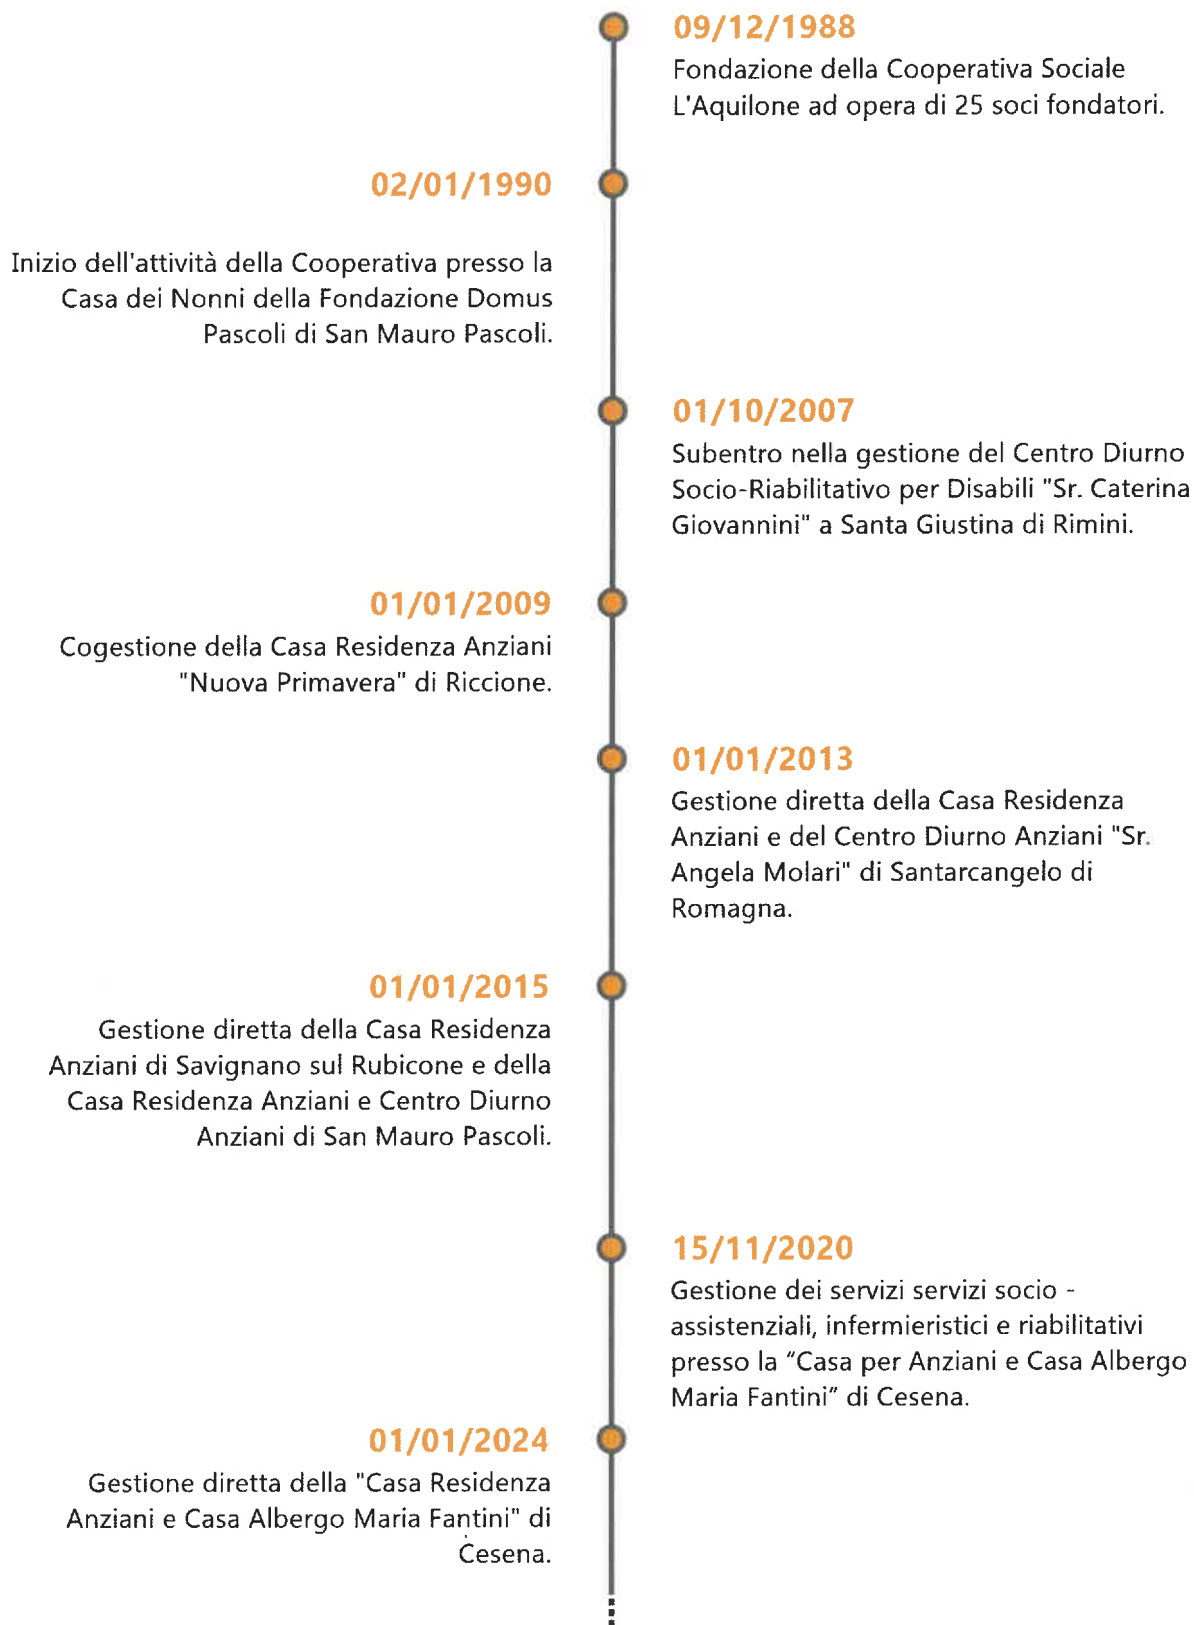 09/12/1988
Fondazione della Cooperativa Sociale
L'Aquilone ad opera di 25 soci fondatori.
02/01/1990
Inizio dell'attività della Cooperativa presso la
Casa dei Nonni della Fondazione Domus
Pascoli di San Mauro Pascoli.
01/10/2007
Subentro nella gestione del Centro Diurno
Socio-Riabilitativo per Disabili "Sr. Caterina
Giovannini" a Santa Giustina di Rimini.
01/01/2009
Cogestione della Casa Residenza Anziani
"Nuova Primavera" di Riccione.
01/01/2013
Gestione diretta della Casa Residenza
Anziani e del Centro Diurno Anziani "Sr.
Angela Molari" di Santarcangelo di
Romagna.
01/01/2015
Gestione diretta della Casa Residenza
Anziani di Savignano sul Rubicone e della
Casa Residenza Anziani e Centro Diurno
Anziani di San Mauro Pascoli.
15/11/2020
Gestione dei servizi servizi socio -
assistenziali, infermieristici e riabilitativi
presso la “Casa per Anziani e Casa Albergo
Maria Fantini” di Cesena.
01/01/2024
Gestione diretta della "Casa Residenza
Anziani e Casa Albergo Maria Fantini" di
Cesena.